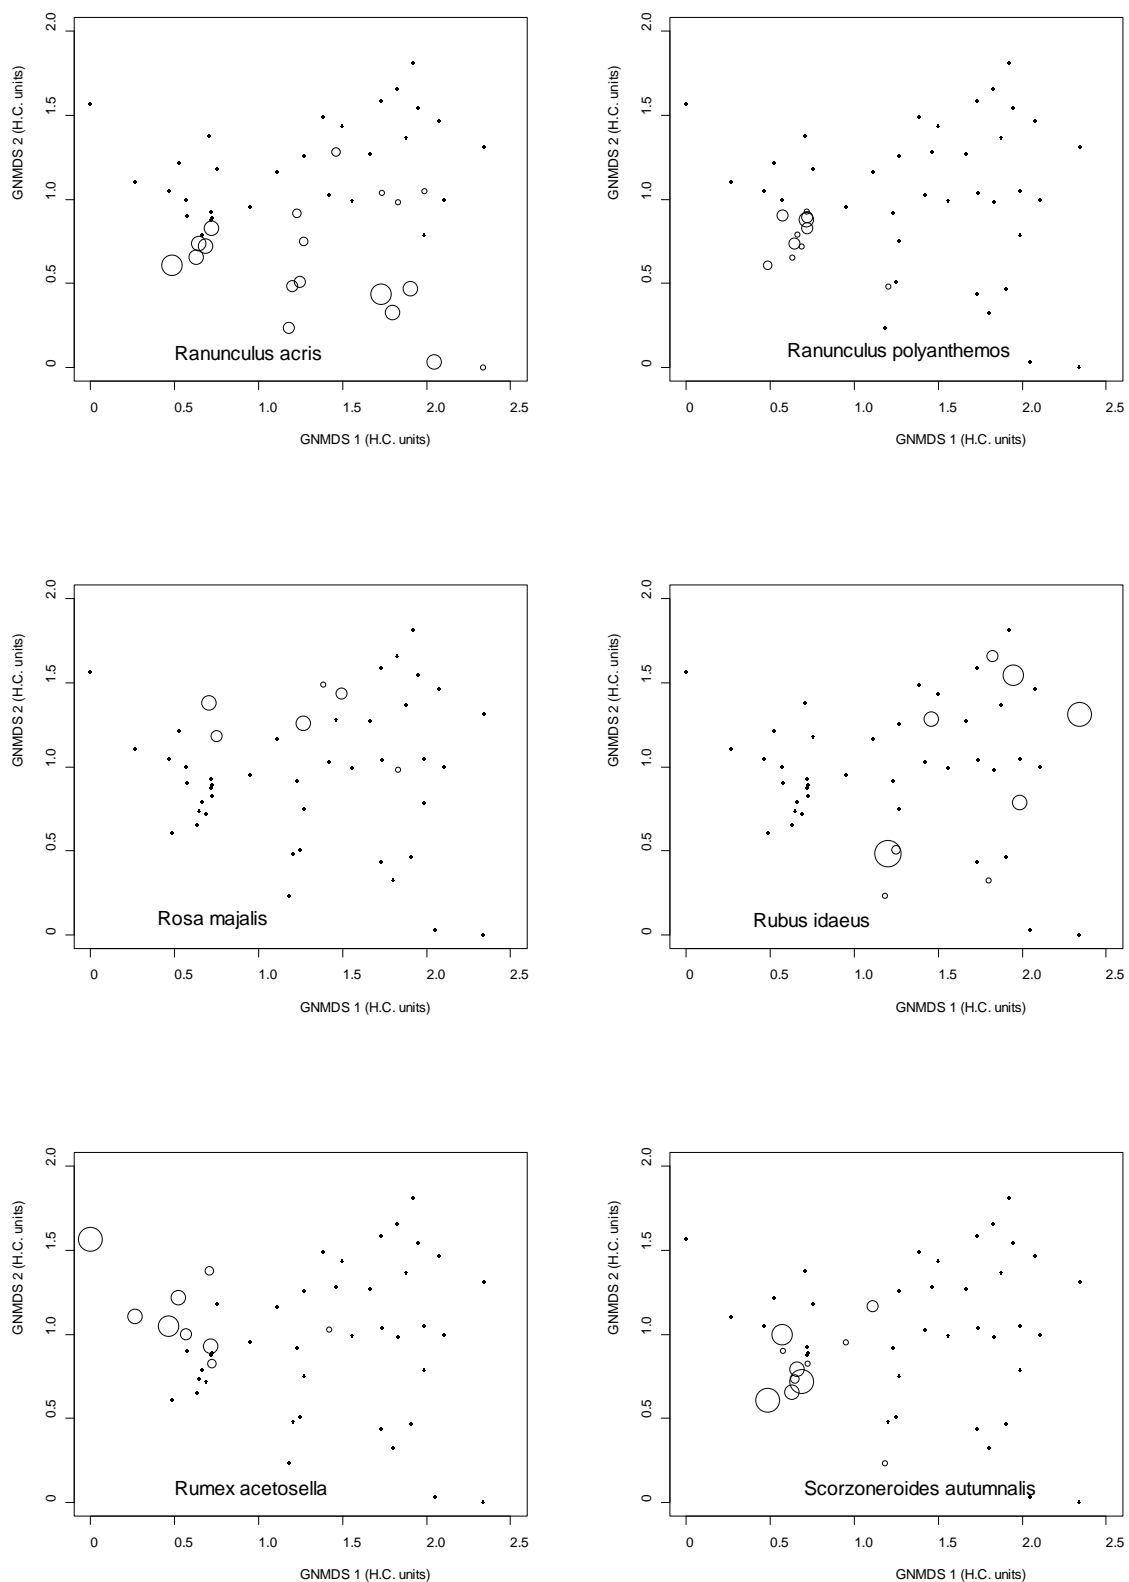 2.0
1.5
1.0
0.5
0
GNMDS 2 (H.C. units)
Ranunculus acris
0 0.5 1.0 1.5 2.0 2.5
GNMDS 1 (H.C. units)
2.0
1.5
1.0
0.5
0
GNMDS 2 (H.C. units)
Ranunculus polyanthemos
0 0.5 1.0 1.5 2.0 2.5
GNMDS 1 (H.C. units)
2.0
1.5
1.0
0.5
0
GNMDS 2 (H.C. units)
Rosa majalis
0 0.5 1.0 1.5 2.0 2.5
GNMDS 1 (H.C. units)
2.0
1.5
1.0
0.5
0
GNMDS 2 (H.C. units)
Rubus idaeus
0 0.5 1.0 1.5 2.0 2.5
GNMDS 1 (H.C. units)
2.0
1.5
1.0
0.5
0
GNMDS 2 (H.C. units)
Rumex acetosella
0 0.5 1.0 1.5 2.0 2.5
GNMDS 1 (H.C. units)
2.0
1.5
1.0
0.5
0
GNMDS 2 (H.C. units)
Scorzoneroides autumnalis
0 0.5 1.0 1.5 2.0 2.5
GNMDS 1 (H.C. units)